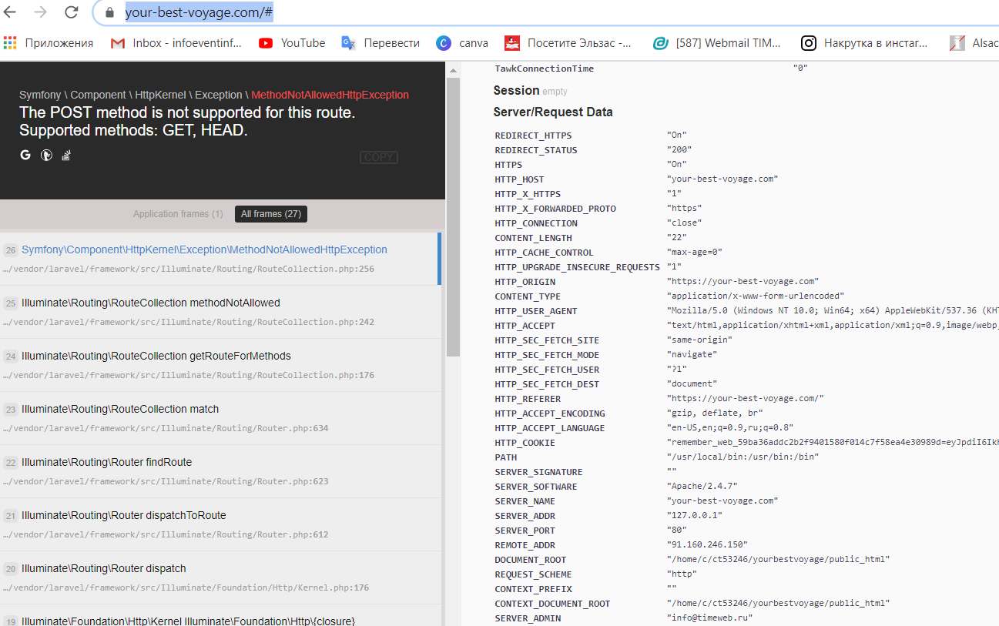 your-best-voyage.com/#
Приложения
Inbox - infoeventinf...
YouTube
Перевести
canva
Посетите Эльзас -...
[587] Webmail TIM...
Накрутка в инстаг...
Alsac
Symfony \ Component \ HttpKernel \ Exception \ MethodNotAllowedHttpException
The POST method is not supported for this route.
Supported methods: GET, HEAD.
COPY
Application frames (1)
All frames (27)
26 Symfony\Component\HttpKernel\Exception\MethodNotAllowedHttpException
…/vendor/laravel/framework/src/Illuminate/Routing/RouteCollection.php:256
25 Illuminate\Routing\RouteCollection methodNotAllowed
…/vendor/laravel/framework/src/Illuminate/Routing/RouteCollection.php:242
24 Illuminate\Routing\RouteCollection getRouteForMethods
…/vendor/laravel/framework/src/Illuminate/Routing/RouteCollection.php:176
23 Illuminate\Routing\RouteCollection match
…/vendor/laravel/framework/src/Illuminate/Routing/Router.php:634
22 Illuminate\Routing\Router findRoute
…/vendor/laravel/framework/src/Illuminate/Routing/Router.php:623
21 Illuminate\Routing\Router dispatchToRoute
…/vendor/laravel/framework/src/Illuminate/Routing/Router.php:612
20 Illuminate\Routing\Router dispatch
…/vendor/laravel/framework/src/Illuminate/Foundation/Http/Kernel.php:176
19 Illuminate\Foundation\Http\Kernel Illuminate\Foundation\Http\{closure}
TawkConnectionTime "0"
Session empty
Server/Request Data
REDIRECT_HTTPS "On"
REDIRECT_STATUS "200"
HTTPS "On"
HTTP_HOST "your-best-voyage.com"
HTTP_X_HTTPS "1"
HTTP_X_FORWARDED_PROTO "https"
HTTP_CONNECTION "close"
CONTENT_LENGTH "22"
HTTP_CACHE_CONTROL "max-age=0"
HTTP_UPGRADE_INSECURE_REQUESTS "1"
HTTP_ORIGIN "https://your-best-voyage.com"
CONTENT_TYPE "application/x-www-form-urlencoded"
HTTP_USER_AGENT "Mozilla/5.0 (Windows NT 10.0; Win64; x64) AppleWebKit/537.36 (KHT
HTTP_ACCEPT "text/html,application/xhtml+xml,application/xml;q=0.9,image/webp,
HTTP_SEC_FETCH_SITE "same-origin"
HTTP_SEC_FETCH_MODE "navigate"
HTTP_SEC_FETCH_USER "?1"
HTTP_SEC_FETCH_DEST "document"
HTTP_REFERER "https://your-best-voyage.com/"
HTTP_ACCEPT_ENCODING "gzip, deflate, br"
HTTP_ACCEPT_LANGUAGE "en-US,en;q=0.9,ru;q=0.8"
HTTP_COOKIE "remember_web_59ba36addc2b2f9401580f014c7f58ea4e30989d=eyJpdiI6Ikh
PATH "/usr/local/bin:/usr/bin:/bin"
SERVER_SIGNATURE ""
SERVER_SOFTWARE "Apache/2.4.7"
SERVER_NAME "your-best-voyage.com"
SERVER_ADDR "127.0.0.1"
SERVER_PORT "80"
REMOTE_ADDR "91.160.246.150"
DOCUMENT_ROOT "/home/c/ct53246/yourbestvoyage/public_html"
REQUEST_SCHEME "http"
CONTEXT_PREFIX ""
CONTEXT_DOCUMENT_ROOT "/home/c/ct53246/yourbestvoyage/public_html"
SERVER_ADMIN "info@timeweb.ru"